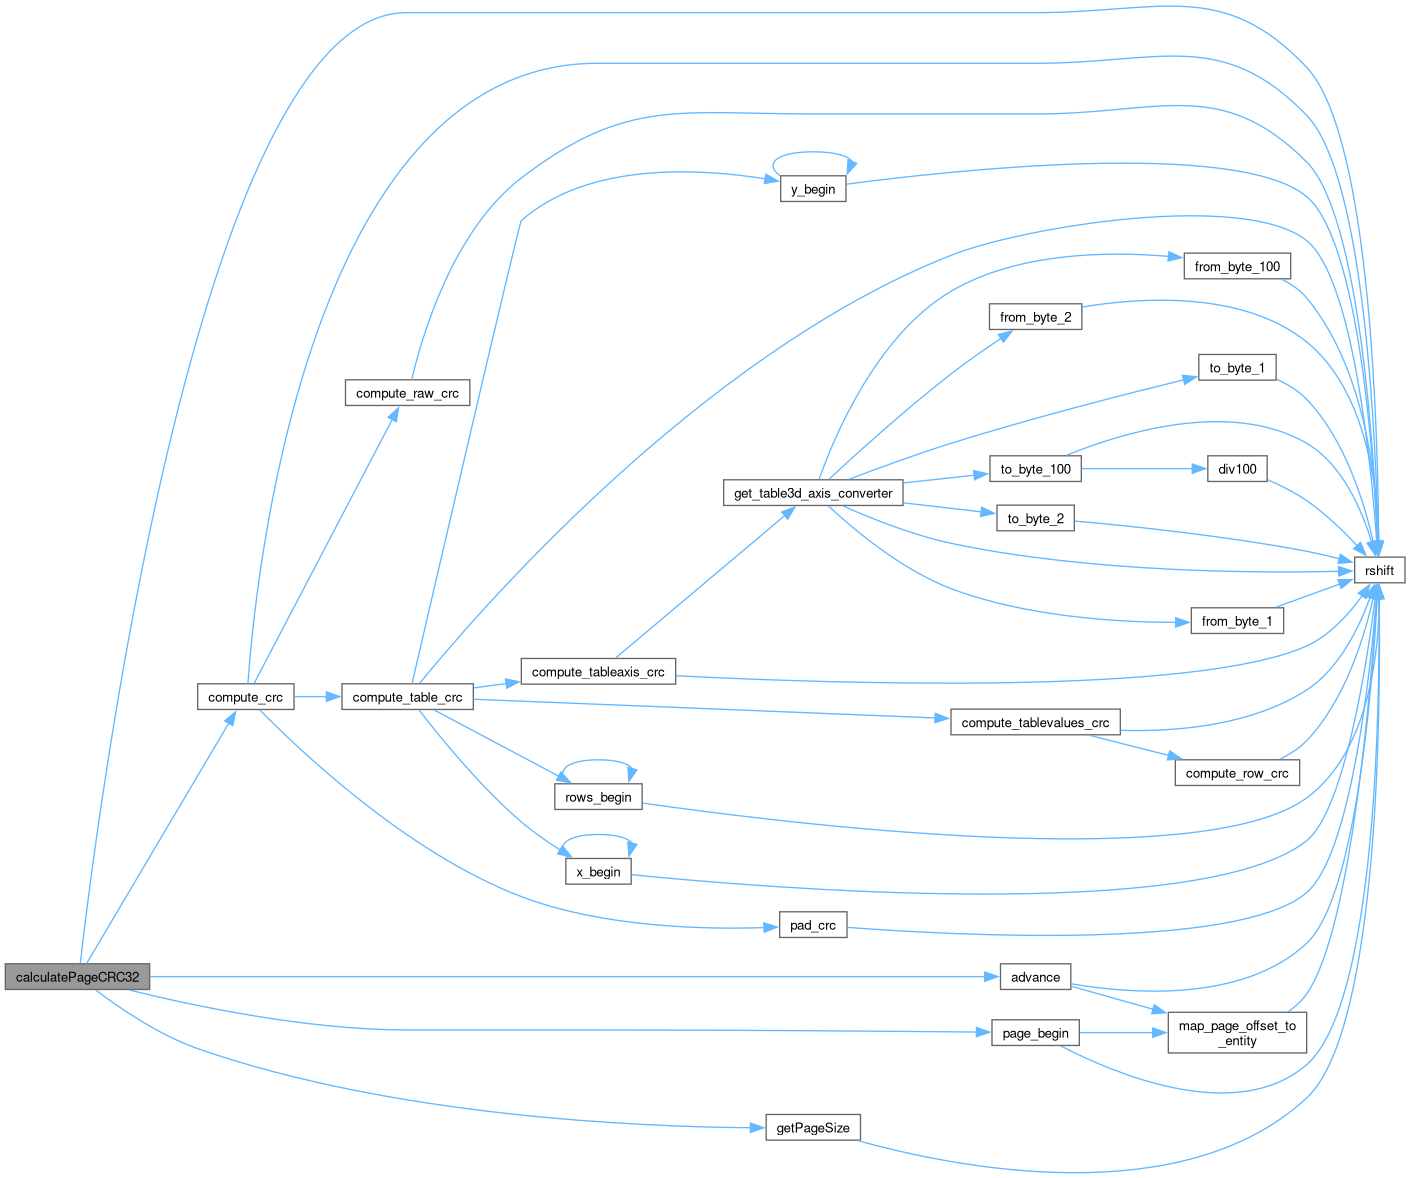 y_begin
from_byte_100
from_byte_2
to_byte_1
compute_raw_crc
to_byte_100
div100
get_table3d_axis_converter
to_byte_2
rshift
from_byte_1
compute_tableaxis_crc
compute_crc
compute_table_crc
compute_tablevalues_crc
compute_row_crc
rows_begin
x_begin
pad_crc
calculatePageCRC32
advance
page_begin
map_page_offset_to
_entity
getPageSize